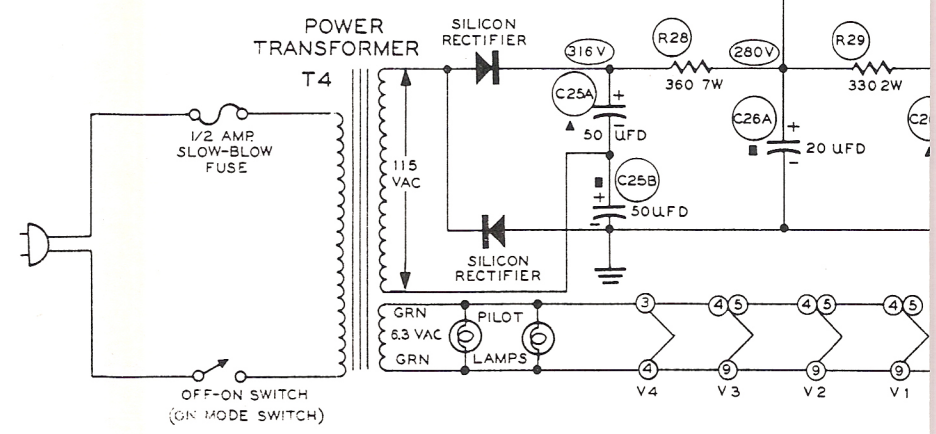 POWER
TRANSFORMER
T4
SILICON
RECTIFIER
316V
R28
280V
R29
360 7W
330 2W
C25A
+
50 UFD
−
C26A
+
20 UFD
−
1/2 AMP.
SLOW-BLOW
FUSE
115
VAC
C25B
+
50UFD
−
SILICON
RECTIFIER
GRN
6.3 VAC
GRN
PILOT
LAMPS
3
4 5
4 5
4 5
4
9
9
9
V4
V3
V2
V1
OFF-ON SWITCH
(ON MODE SWITCH)